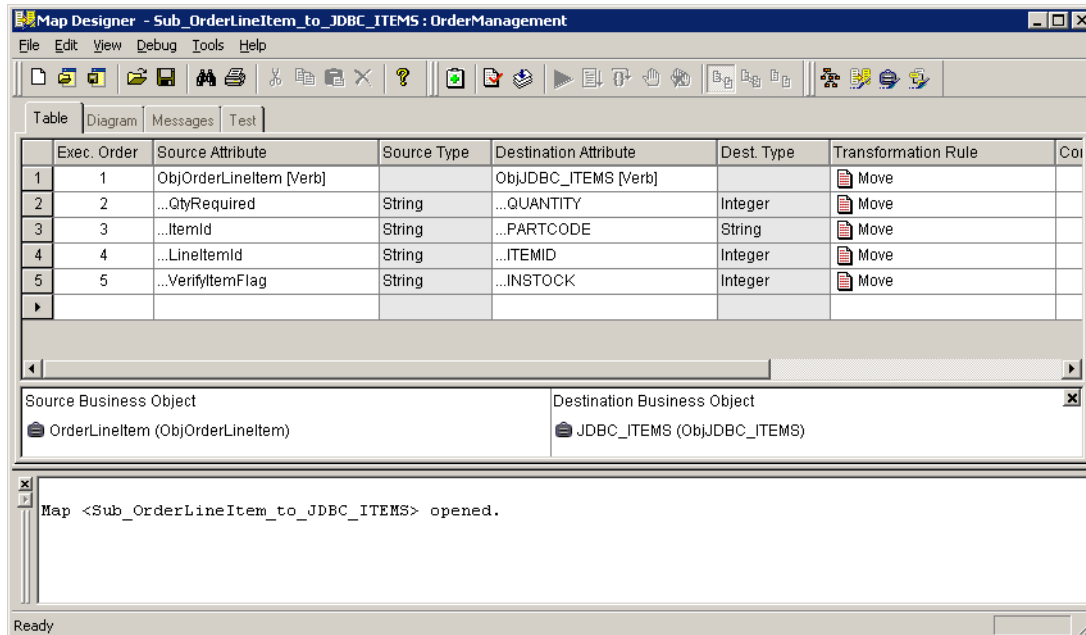 Map Designer - Sub_OrderLineItem_to_JDBC_ITEMS : OrderManagement
File Edit View Debug Tools Help
Table Diagram Messages Test
Exec. Order Source Attribute Source Type Destination Attribute Dest. Type Transformation Rule
1 1 ObjOrderLineItem [Verb] ObjJDBC_ITEMS [Verb] Move
2 2 ...QtyRequired String ...QUANTITY Integer Move
3 3 ...ItemId String ...PARTCODE String Move
4 4 ...LineItemId String ...ITEMID Integer Move
5 5 ...VerifyItemFlag String ...INSTOCK Integer Move
Source Business Object Destination Business Object
OrderLineItem (ObjOrderLineItem) JDBC_ITEMS (ObjJDBC_ITEMS)
Map <Sub_OrderLineItem_to_JDBC_ITEMS> opened.
Ready